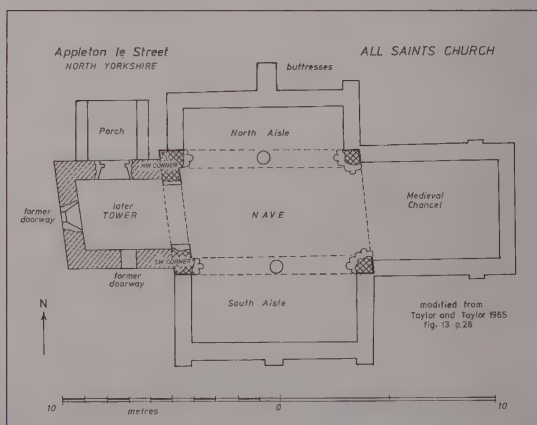 Appleton le Street
NORTH YORKSHIRE
ALL SAINTS CHURCH
buttresses
Porch
North Aisle
NW CORNER
former
doorway
later
TOWER
NAVE
Medieval
Chancel
SW CORNER
former
doorway
South Aisle
N
modified from
Taylor and Taylor 1965
fig. 13 p.28
10 metres 0 10